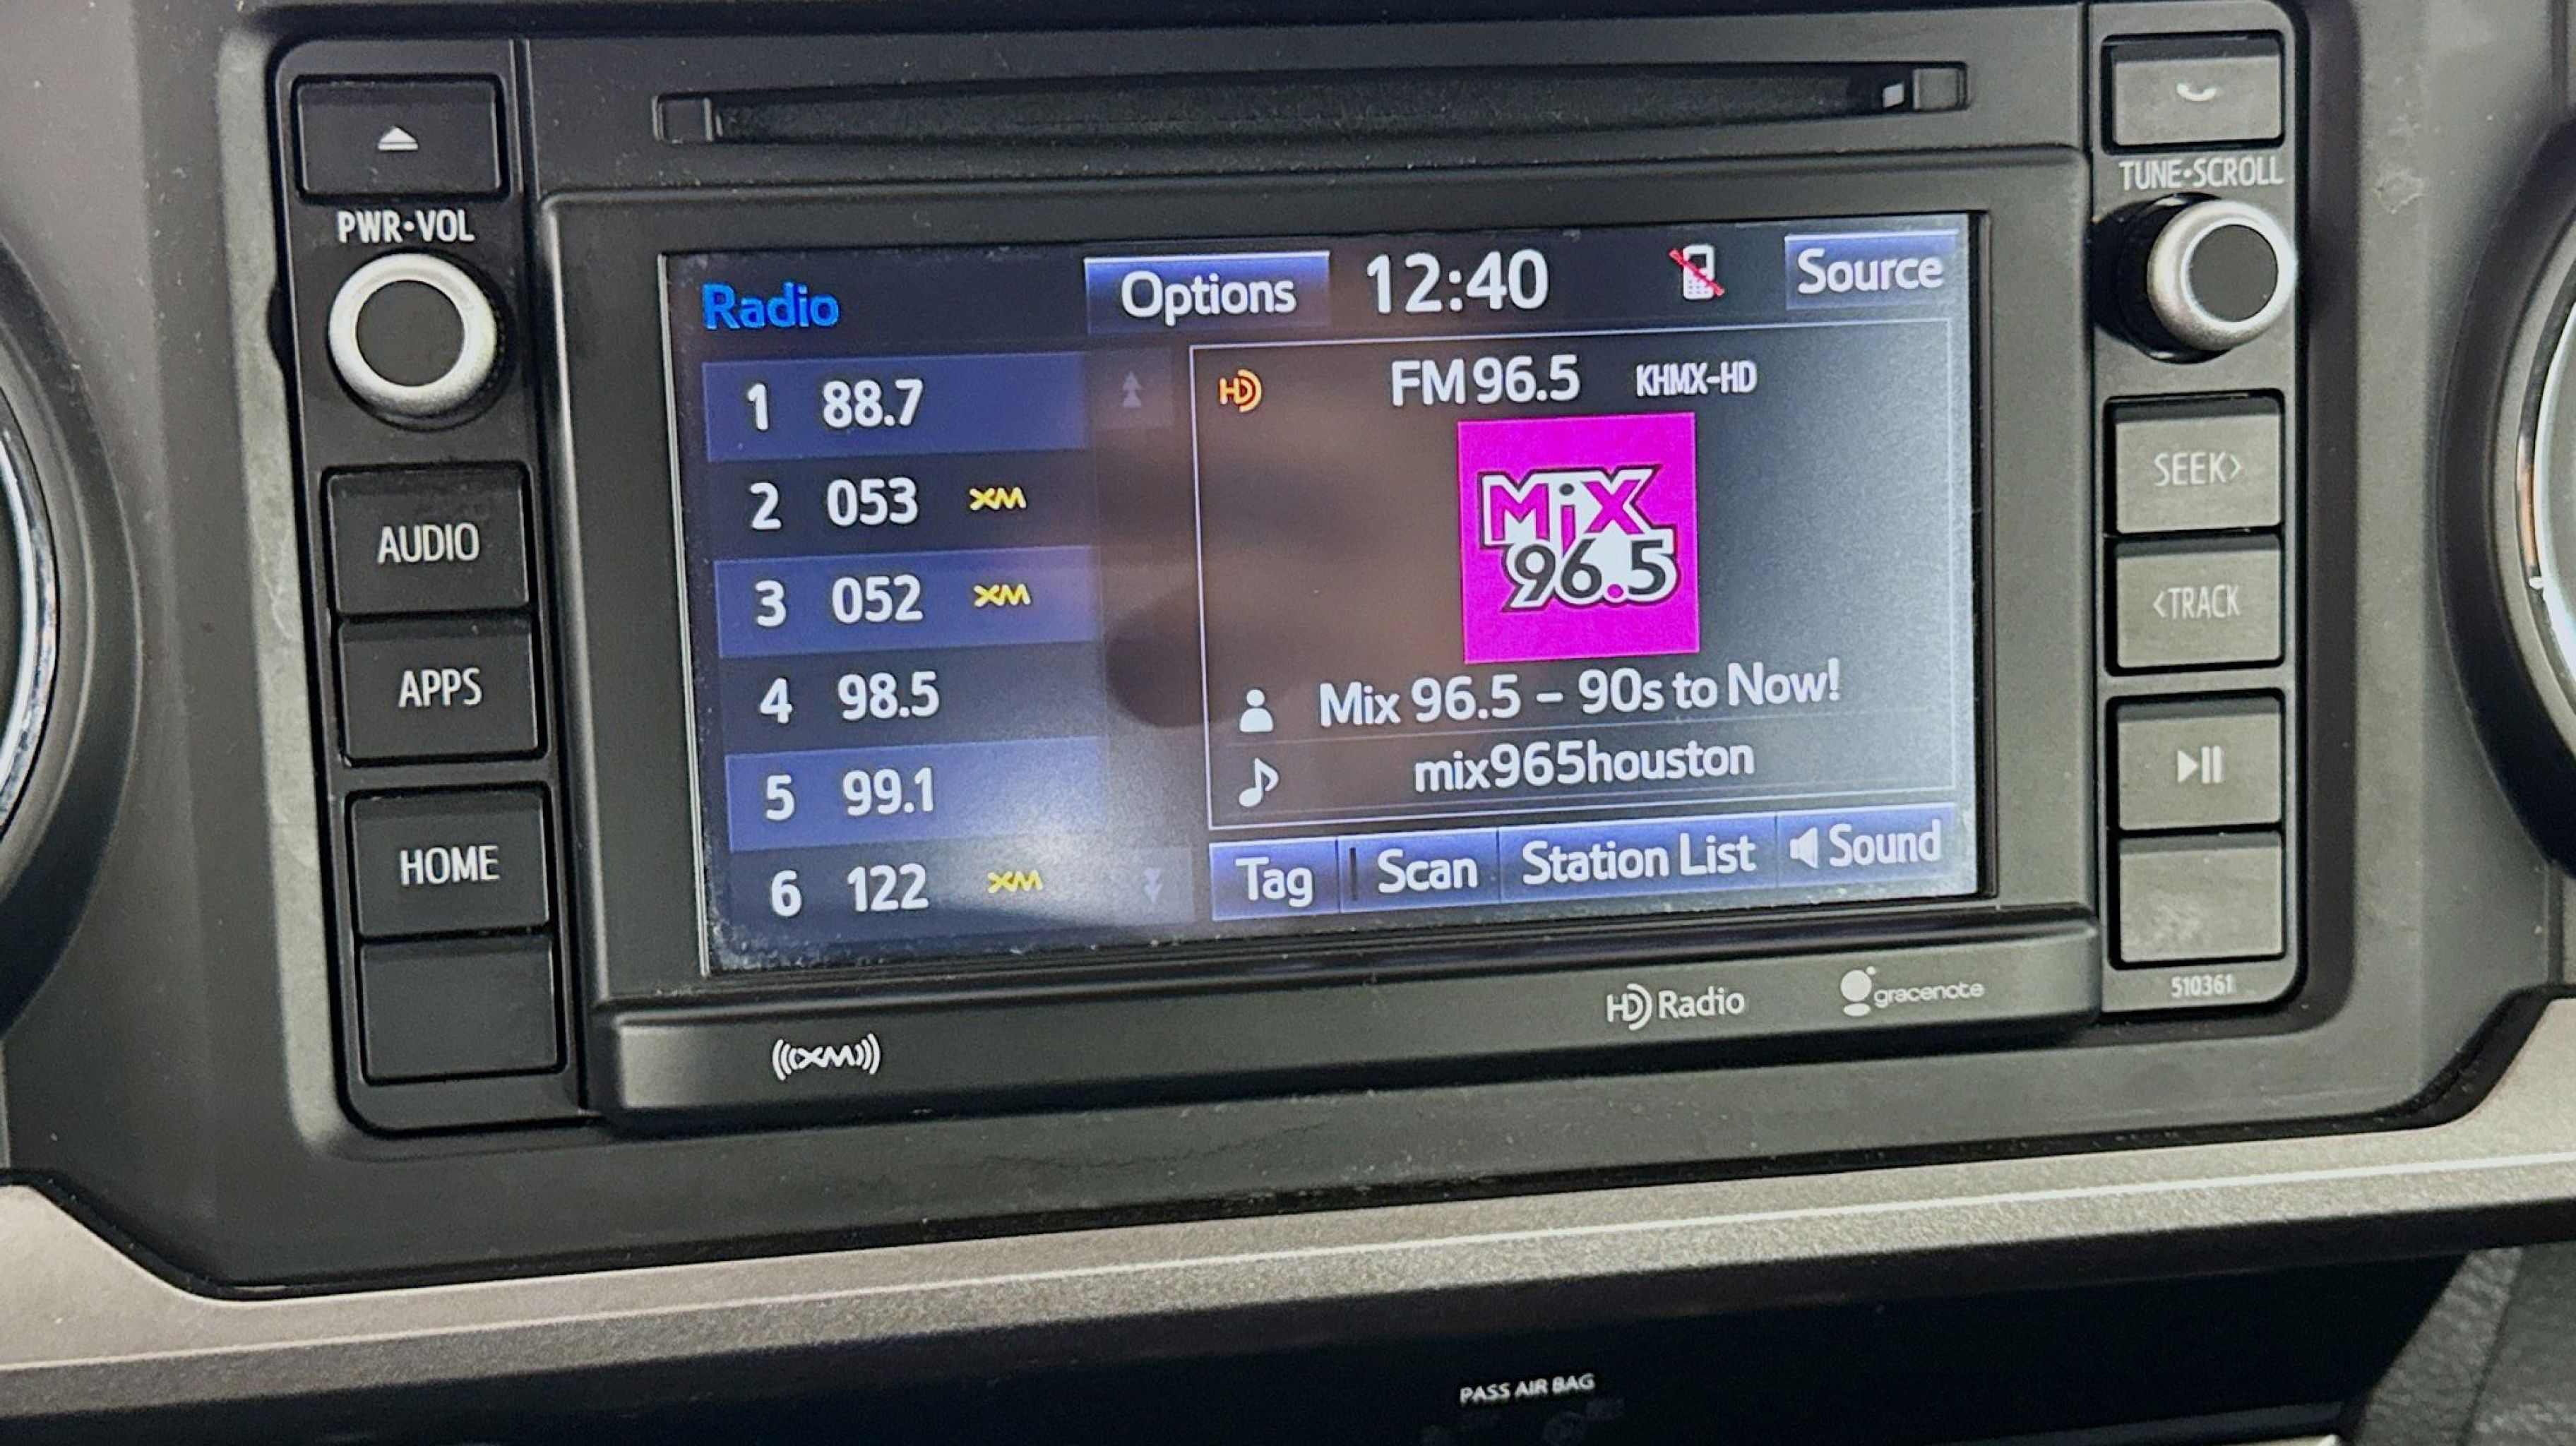 PWR•VOL
AUDIO
APPS
HOME
Radio
Options
12:40
Source
1 88.7
2 053 XM
3 052 XM
4 98.5
5 99.1
6 122 XM
HD FM 96.5 KHMX-HD
MiX
96.5
Mix 96.5 – 90s to Now!
mix965houston
Tag
Scan
Station List
Sound
TUNE•SCROLL
SEEK>
<TRACK
510361
((XM))
HD Radio
gracenote
PASS AIR BAG